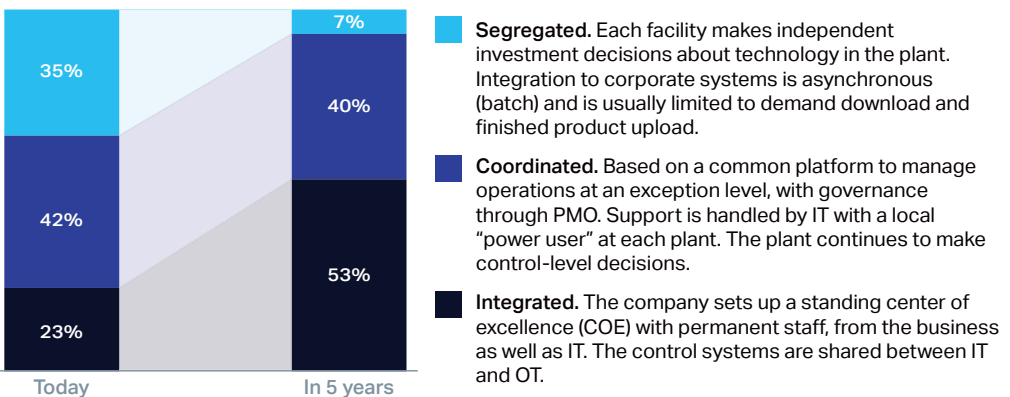 35%
42%
23%
Today
7%
40%
53%
In 5 years
Segregated. Each facility makes independent
investment decisions about technology in the plant.
Integration to corporate systems is asynchronous
(batch) and is usually limited to demand download and
finished product upload.
Coordinated. Based on a common platform to manage
operations at an exception level, with governance
through PMO. Support is handled by IT with a local
“power user” at each plant. The plant continues to make
control-level decisions.
Integrated. The company sets up a standing center of
excellence (COE) with permanent staff, from the business
as well as IT. The control systems are shared between IT
and OT.